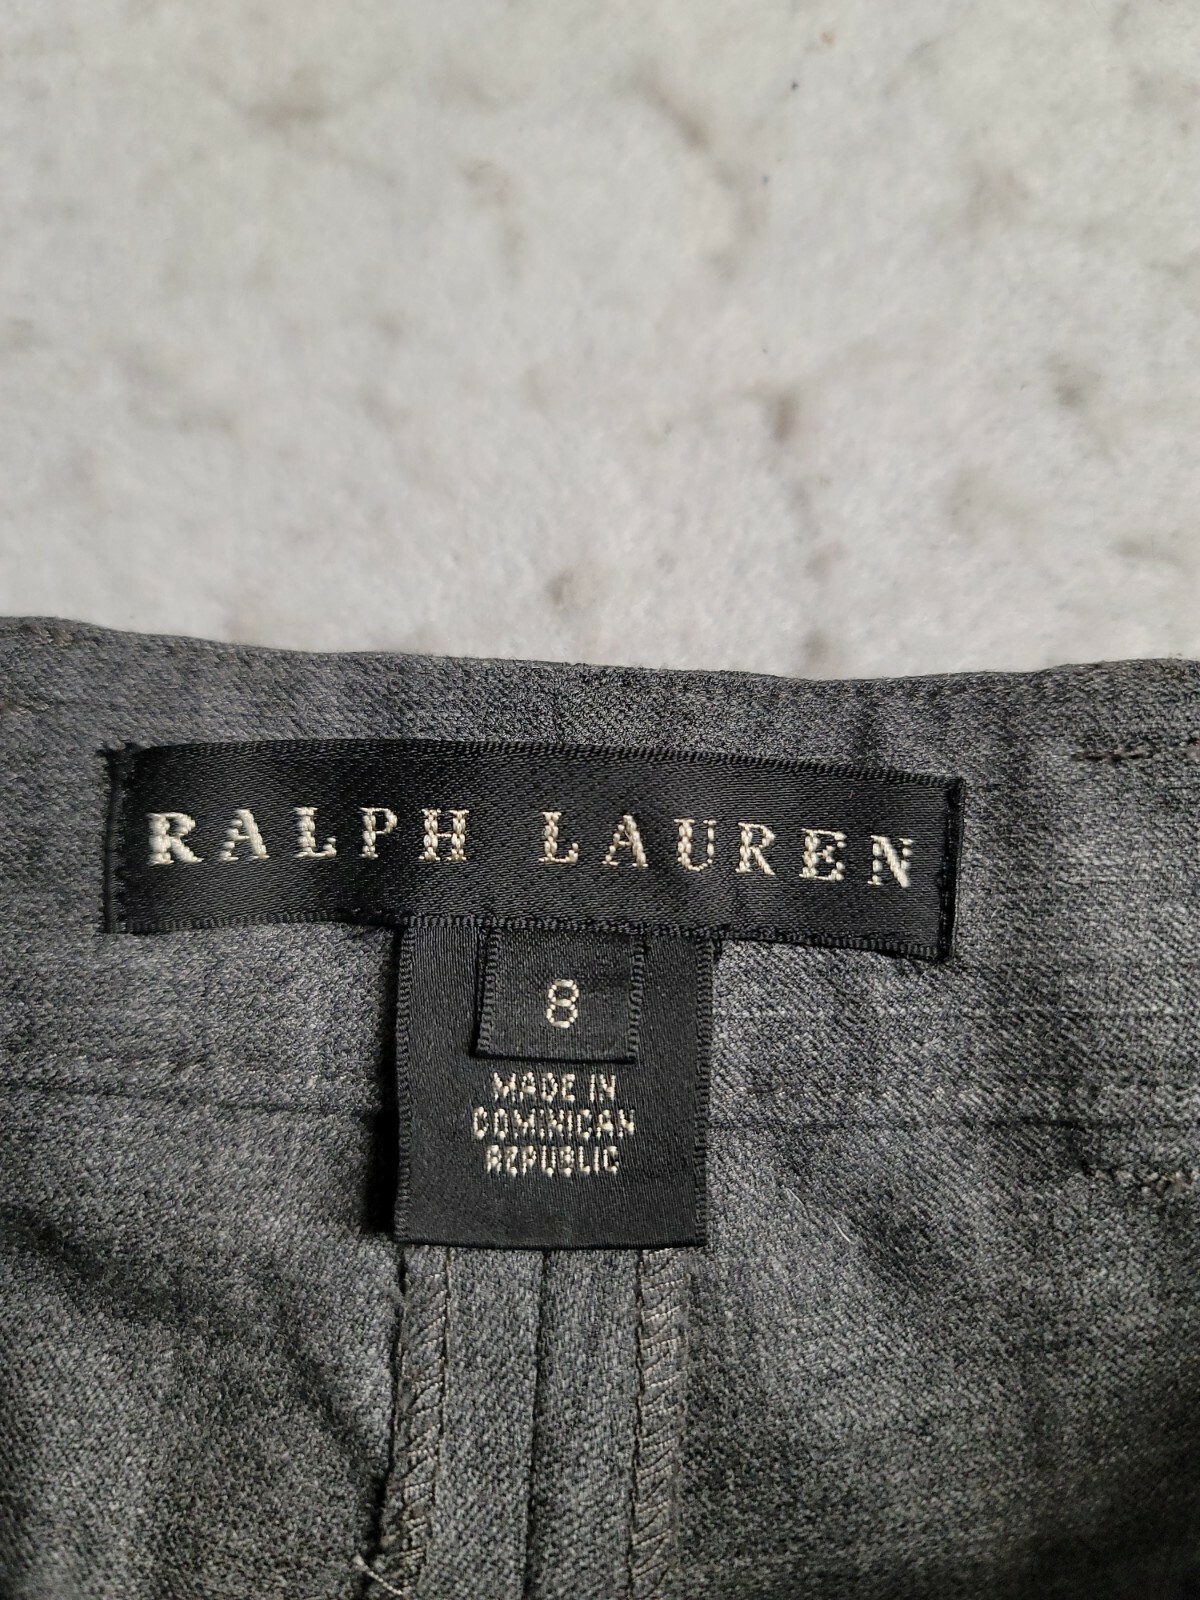 RALPH LAUREN
8
MADE IN
DOMINICAN
REPUBLIC